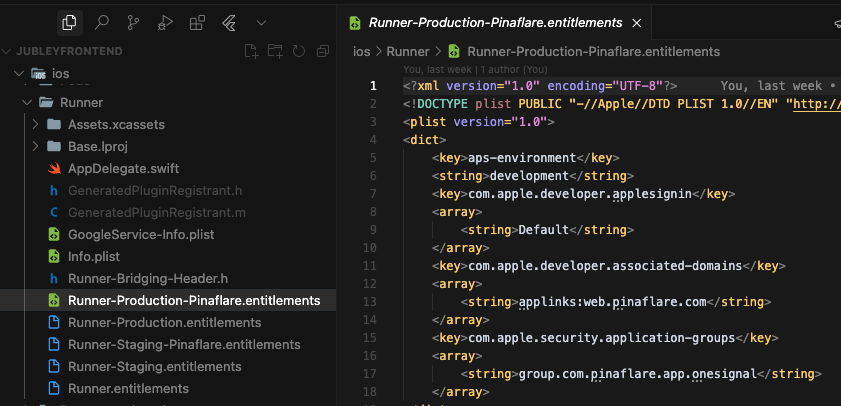 Runner-Production-Pinaflare.entitlements
JUBLEYFRONTEND
ios
Runner
Assets.xcassets
Base.lproj
AppDelegate.swift
h GeneratedPluginRegistrant.h
C GeneratedPluginRegistrant.m
GoogleService-Info.plist
Info.plist
h Runner-Bridging-Header.h
Runner-Production-Pinaflare.entitlements
Runner-Production.entitlements
Runner-Staging-Pinaflare.entitlements
Runner-Staging.entitlements
Runner.entitlements
ios > Runner > Runner-Production-Pinaflare.entitlements
You, last week | 1 author (You)
1 <?xml version="1.0" encoding="UTF-8"?> You, last week •
2 <!DOCTYPE plist PUBLIC "-//Apple//DTD PLIST 1.0//EN" "http://
3 <plist version="1.0">
4 <dict>
5 <key>aps-environment</key>
6 <string>development</string>
7 <key>com.apple.developer.applesignin</key>
8 <array>
9 <string>Default</string>
10 </array>
11 <key>com.apple.developer.associated-domains</key>
12 <array>
13 <string>applinks:web.pinaflare.com</string>
14 </array>
15 <key>com.apple.security.application-groups</key>
16 <array>
17 <string>group.com.pinaflare.app.onesignal</string>
18 </array>